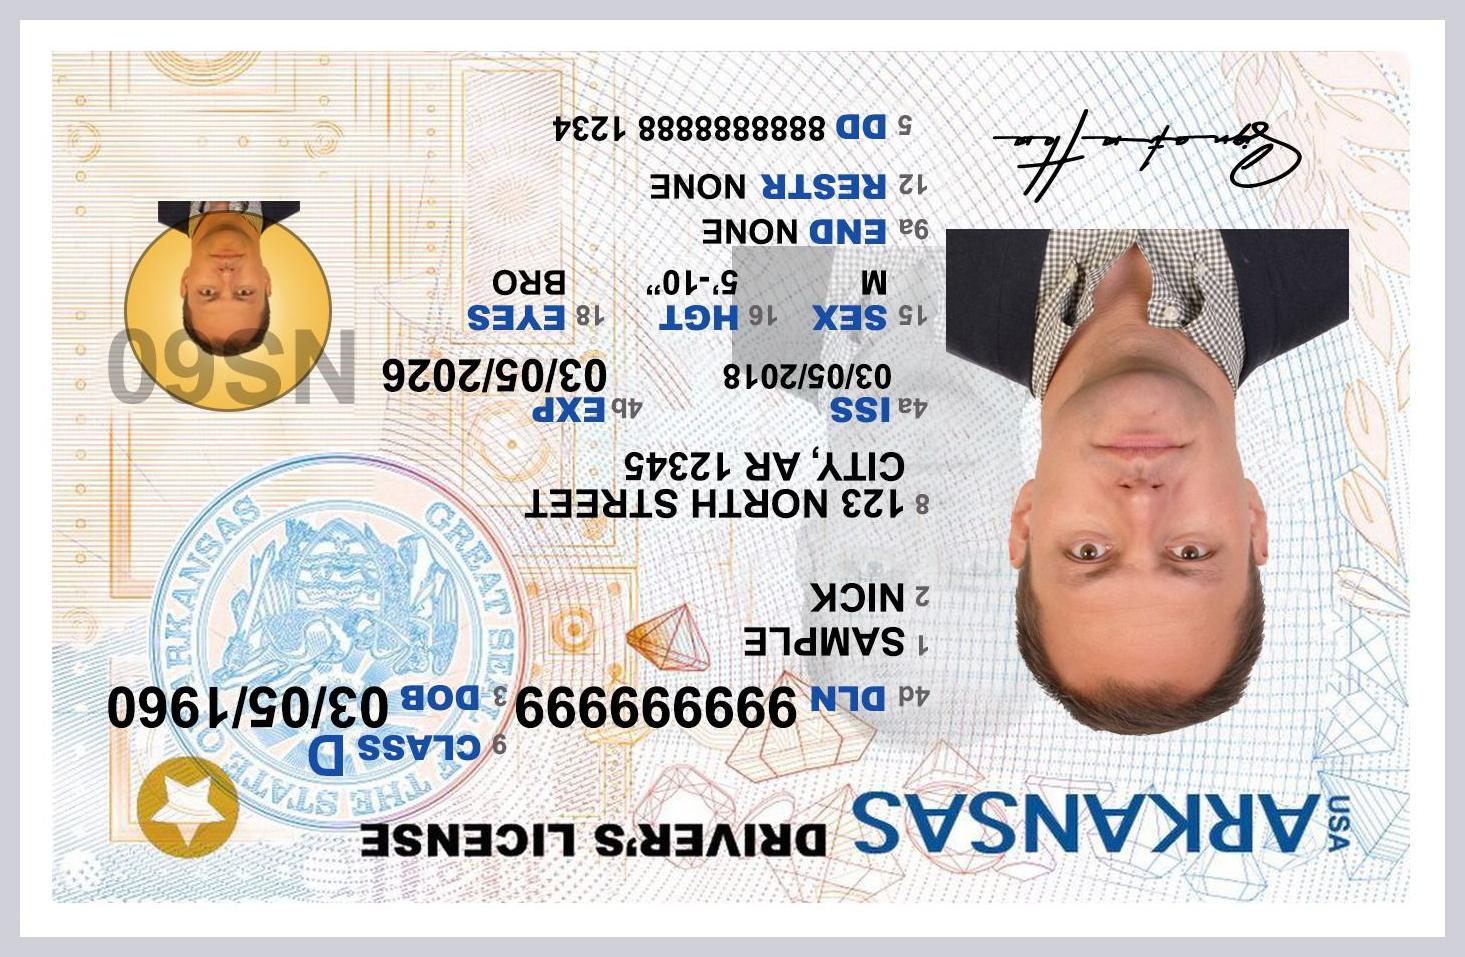 USA ARKANSAS DRIVER'S LICENSE
9 CLASS D
4d DLN 999999999 3 DOB 03/05/1960
1 SAMPLE
2 NICK
8 123 NORTH STREET
CITY, AR 12345
4a ISS 4b EXP
03/05/2018 03/05/2026
NS60
15 SEX 16 HGT 18 EYES
M 5'-10" BRO
9a END NONE
12 RESTR NONE
5 DD 8888888888 1234
GREAT SEAL OF THE STATE OF ARKANSAS